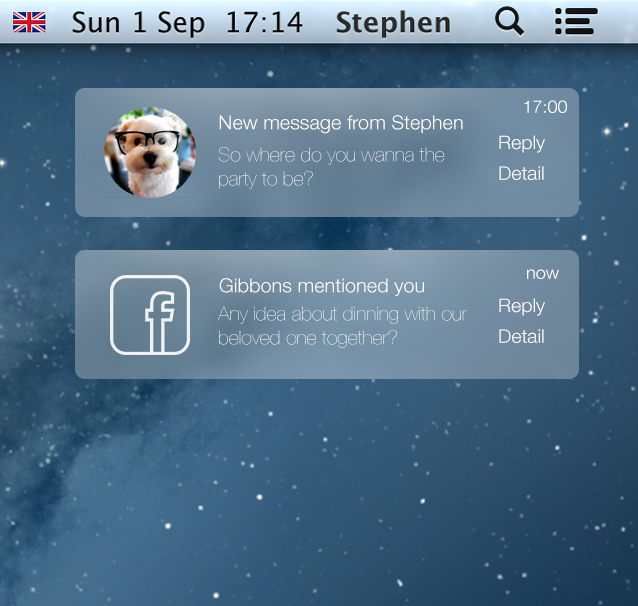 Sun 1 Sep 17:14 Stephen
17:00
New message from Stephen
Reply
So where do you wanna the
party to be?
Detail
now
Gibbons mentioned you
Reply
Any idea about dinning with our
beloved one together?
Detail